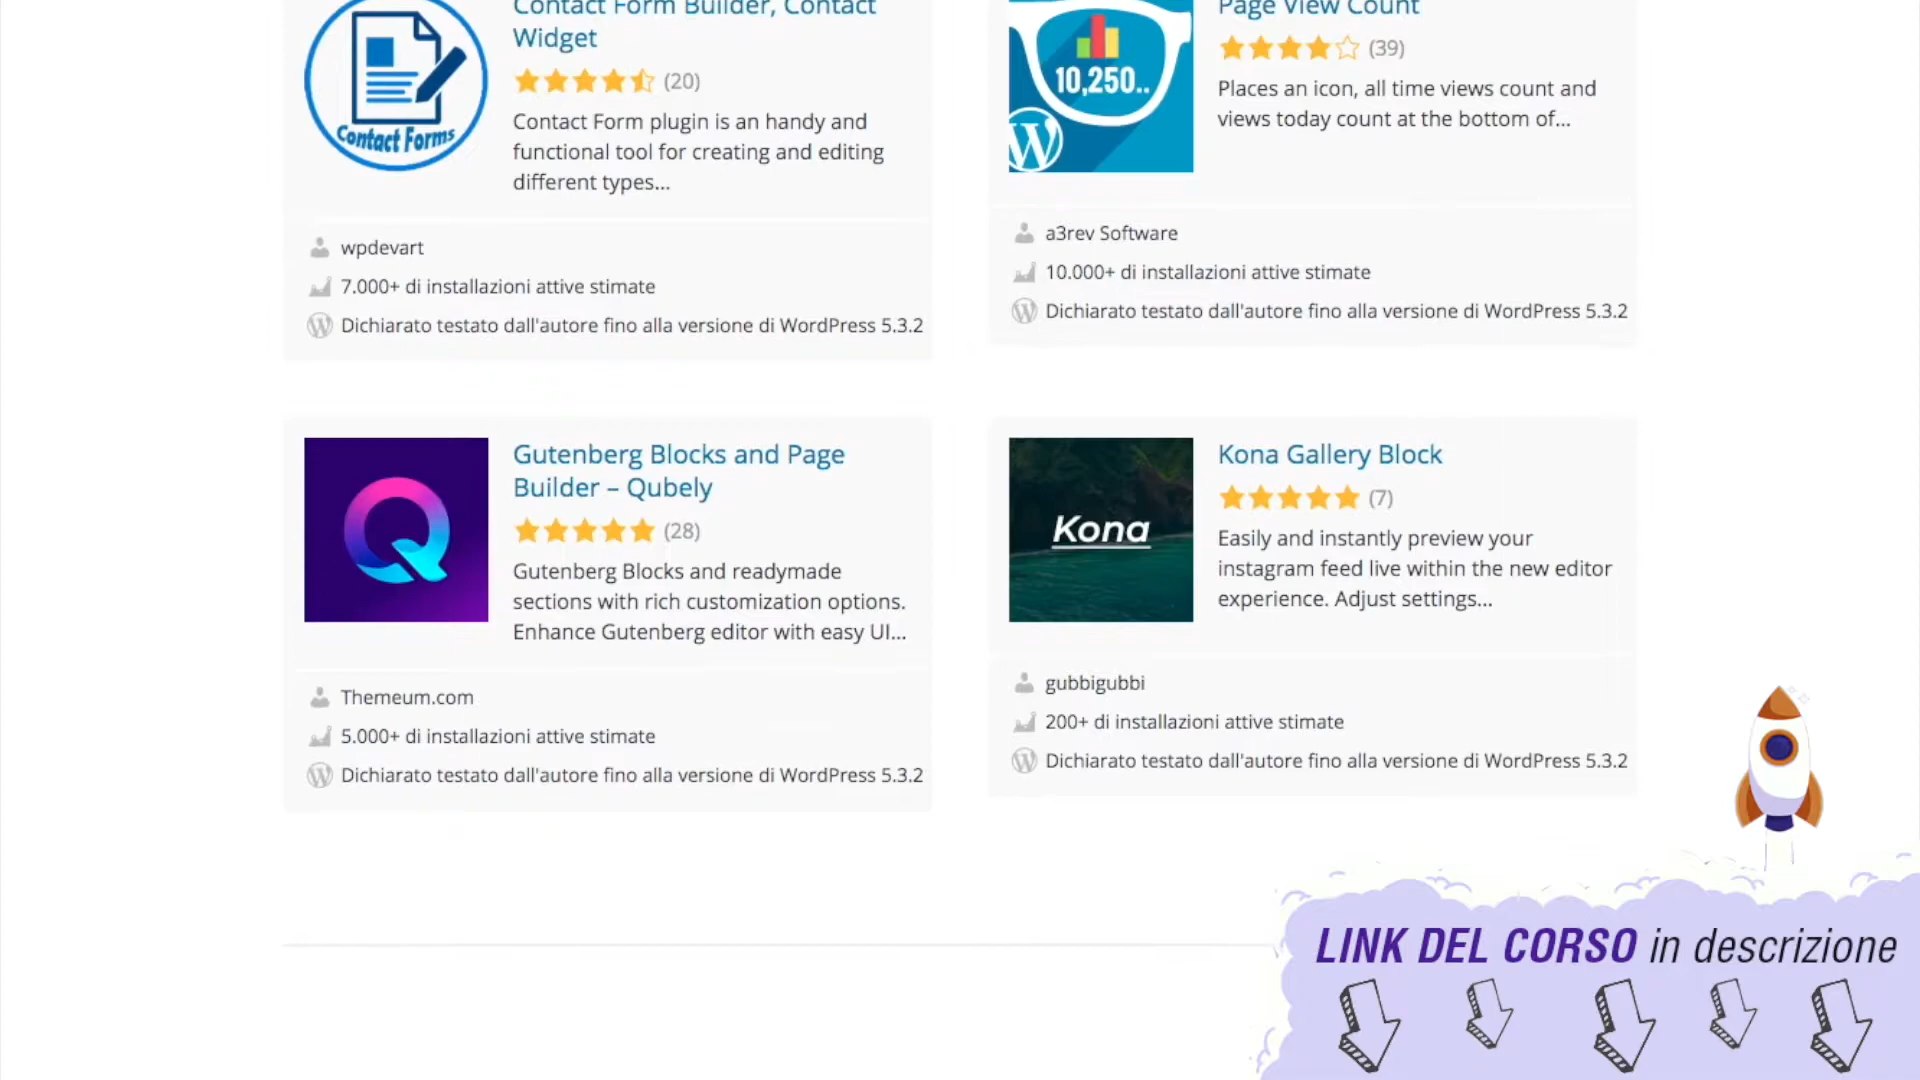 Contact Form Builder, Contact
Widget
(20)
Contact Form plugin is an handy and
functional tool for creating and editing
different types...
Contact Forms
wpdevart
7.000+ di installazioni attive stimate
Dichiarato testato dall'autore fino alla versione di WordPress 5.3.2
Page View Count
(39)
10,250..
Places an icon, all time views count and
views today count at the bottom of...
a3rev Software
10.000+ di installazioni attive stimate
Dichiarato testato dall'autore fino alla versione di WordPress 5.3.2
Gutenberg Blocks and Page
Builder – Qubely
(28)
Gutenberg Blocks and readymade
sections with rich customization options.
Enhance Gutenberg editor with easy UI...
Themeum.com
5.000+ di installazioni attive stimate
Dichiarato testato dall'autore fino alla versione di WordPress 5.3.2
Kona Gallery Block
(7)
Kona
Easily and instantly preview your
instagram feed live within the new editor
experience. Adjust settings...
gubbigubbi
200+ di installazioni attive stimate
Dichiarato testato dall'autore fino alla versione di WordPress 5.3.2
LINK DEL CORSO in descrizione